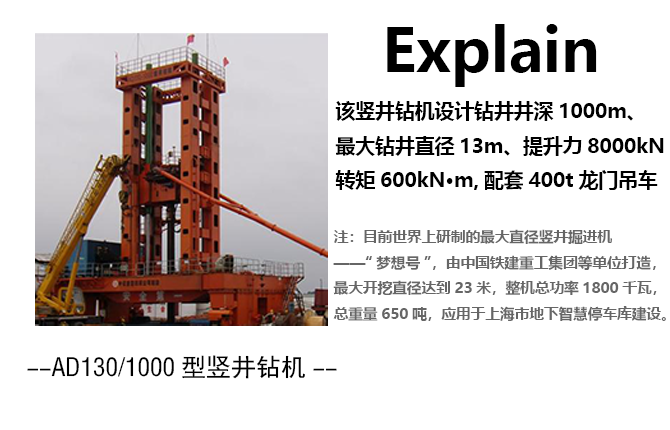 Explain
该竖井钻机设计钻井井深 1000m、
最大钻井直径 13m、提升力 8000kN
转矩 600kN•m, 配套 400t 龙门吊车
注：目前世界上研制的最大直径竖井掘进机
——“ 梦想号 ”，由中国铁建重工集团等单位打造，
最大开挖直径达到 23 米，整机总功率 1800 千瓦，
总重量 650 吨，应用于上海市地下智慧停车库建设。
--AD130/1000 型竖井钻机 --